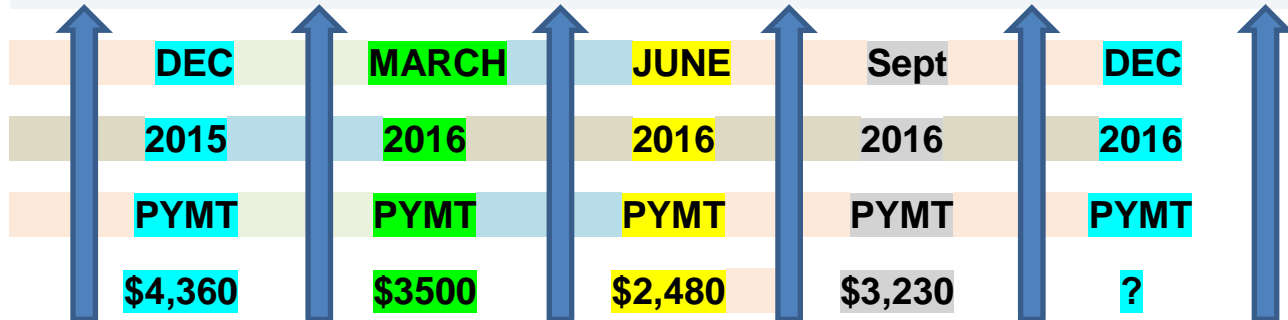 DEC MARCH JUNE Sept DEC
2015 2016 2016 2016 2016
PYMT PYMT PYMT PYMT PYMT
$4,360 $3500 $2,480 $3,230 ?